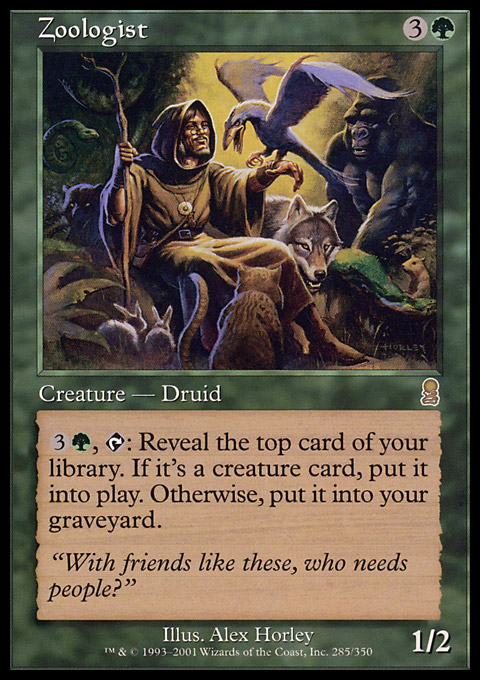 Zoologist 3
HORLEY
Creature — Druid
3, : Reveal the top card of your
library. If it's a creature card, put it
into play. Otherwise, put it into your
graveyard.
“With friends like these, who needs
people?”
Illus. Alex Horley
™ & © 1993–2001 Wizards of the Coast, Inc. 285/350
1/2